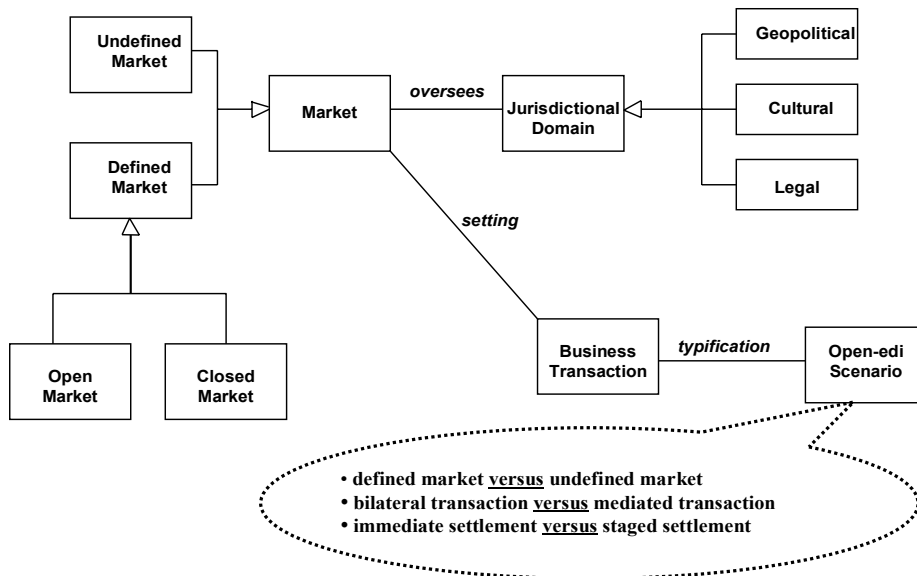 Undefined
Market
Geopolitical
Market
oversees
Jurisdictional
Domain
Cultural
Defined
Market
Legal
setting
Open
Market
Closed
Market
Business
Transaction
typification
Open-edi
Scenario
• defined market versus undefined market
• bilateral transaction versus mediated transaction
• immediate settlement versus staged settlement